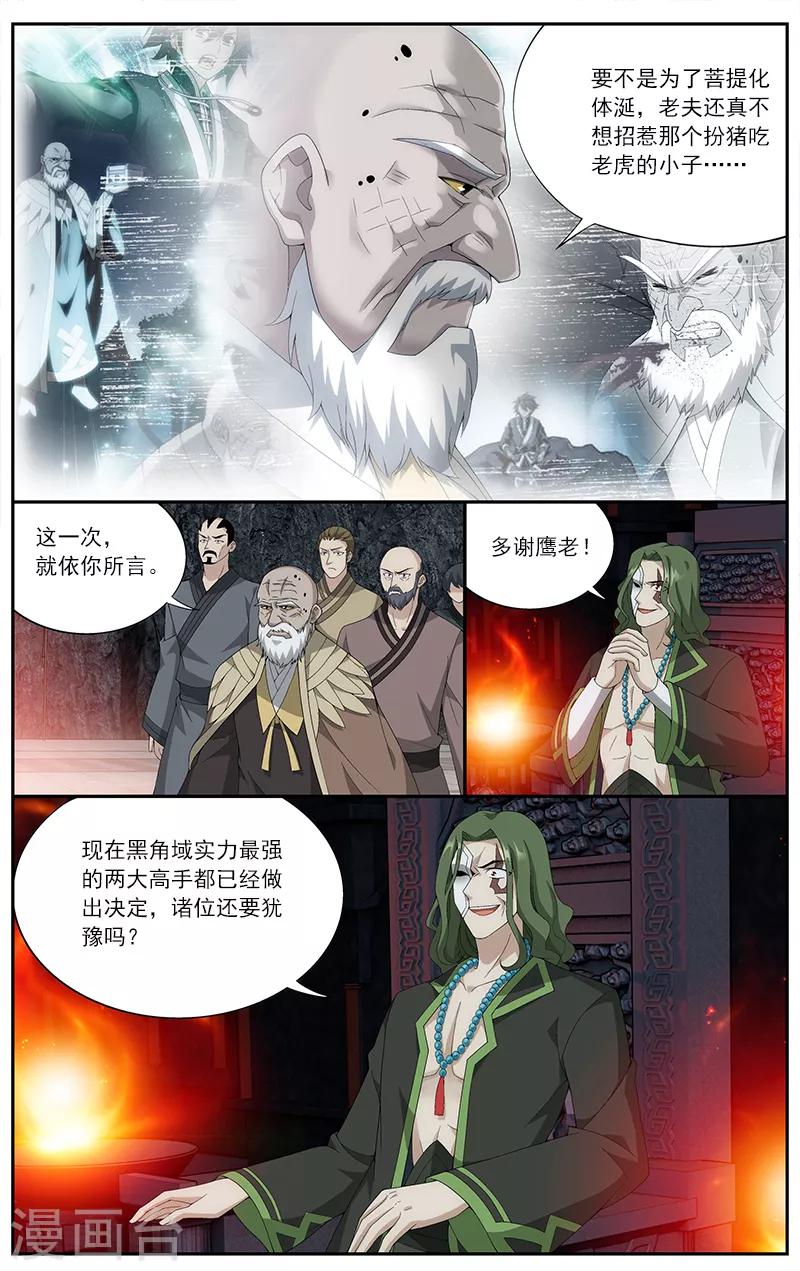 要不是为了菩提化
体涎，老夫还真不
想招惹那个扮猪吃
老虎的小子……
这一次，
就依你所言。
多谢鹰老！
现在黑角域实力最强
的两大高手都已经做
出决定，诸位还要犹
豫吗？
漫画台